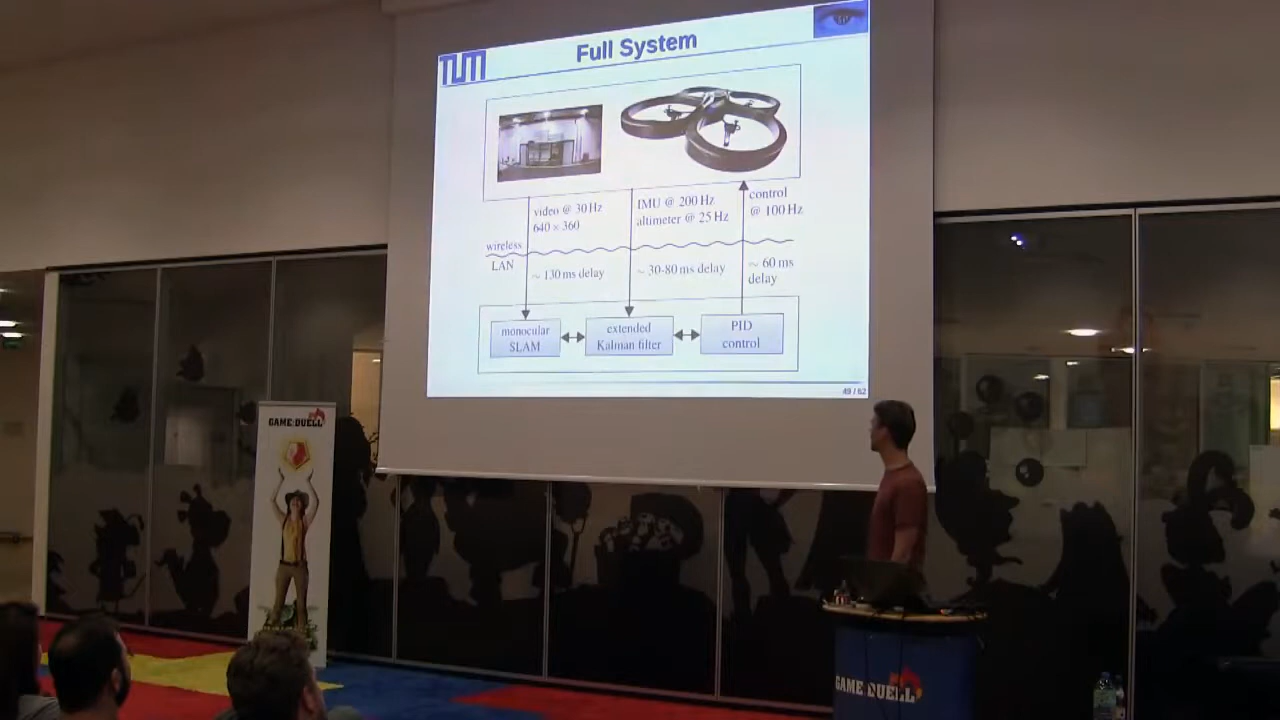 TUM
Full System
video @ 30 Hz
640 × 360
IMU @ 200 Hz
altimeter @ 25 Hz
control
@ 100 Hz
wireless
LAN
~ 130 ms delay
~ 30-80 ms delay
~ 60 ms
delay
monocular
SLAM
extended
Kalman filter
PID
control
49 / 62
GAME DUELL
GAME DUELL